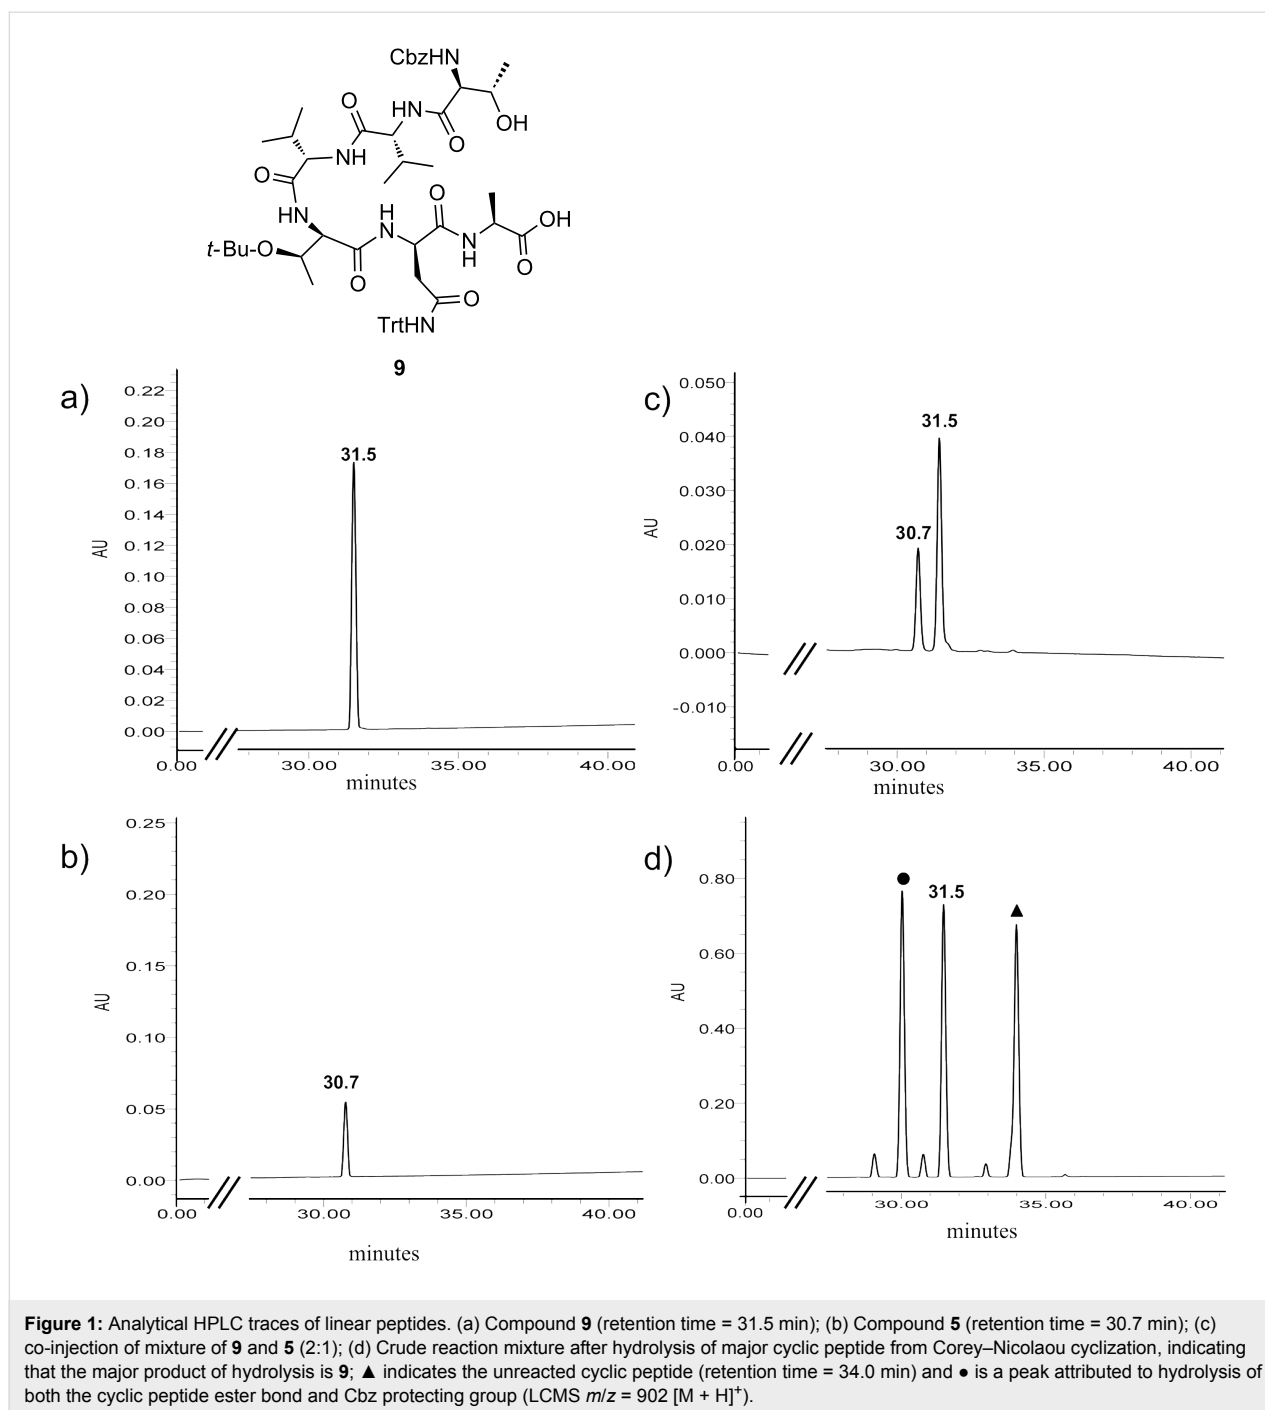 CbzHN
O
HN
OH
O
NH
O
O
HN
H
N
O
OH
t-Bu-O
N
H
O
O
O
TrtHN
9
a)
0.22
0.20
0.18
0.16
0.14
0.12
0.10
0.08
0.06
0.04
0.02
0.00
AU
31.5
0.00
30.00
35.00
40.00
minutes
c)
0.050
0.040
0.030
0.020
0.010
0.000
-0.010
AU
30.7
31.5
0.00
30.00
35.00
40.00
minutes
b)
0.25
0.20
0.15
0.10
0.05
0.00
AU
30.7
0.00
30.00
35.00
40.00
minutes
d)
0.80
0.60
0.40
0.20
0.00
AU
●
31.5
▲
0.00
30.00
35.00
40.00
minutes
Figure 1: Analytical HPLC traces of linear peptides. (a) Compound 9 (retention time = 31.5 min); (b) Compound 5 (retention time = 30.7 min); (c)
co-injection of mixture of 9 and 5 (2:1); (d) Crude reaction mixture after hydrolysis of major cyclic peptide from Corey–Nicolaou cyclization, indicating
that the major product of hydrolysis is 9; ▲ indicates the unreacted cyclic peptide (retention time = 34.0 min) and ● is a peak attributed to hydrolysis of
both the cyclic peptide ester bond and Cbz protecting group (LCMS m/z = 902 [M + H]⁺).